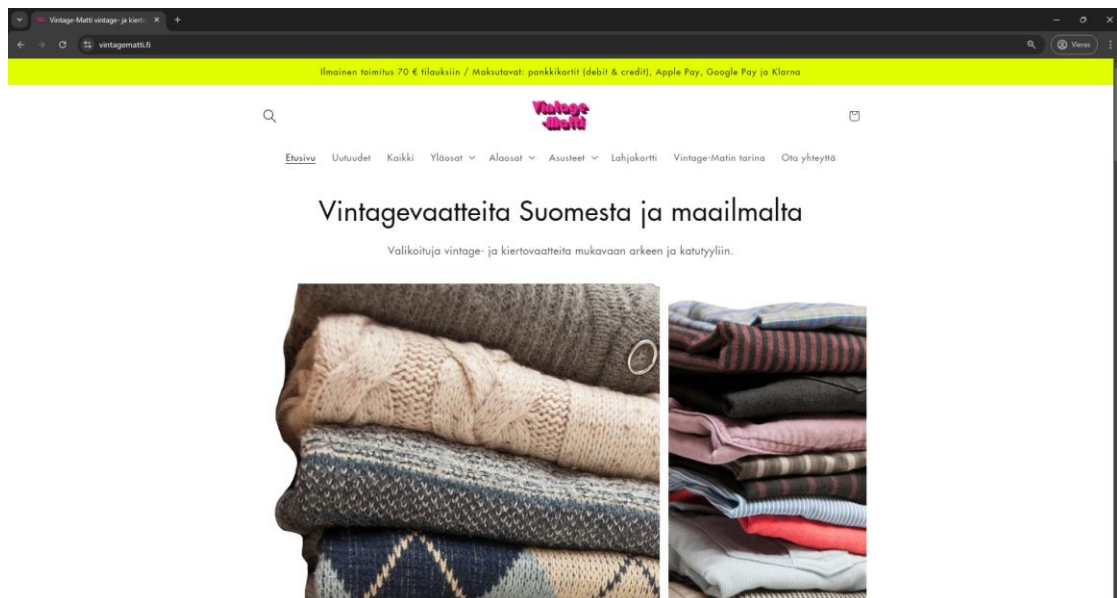 Vintage-Matti vintage- ja kierto
vintagematti.fi
Vieras
Ilmainen toimitus 70 € tilauksiin / Maksutavat: pankkikortit (debit & credit), Apple Pay, Google Pay ja Klarna
Vintage
-Matti
Etusivu Uutuudet Kaikki Yläosat Alaosat Asusteet Lahjakortti Vintage-Matin tarina Ota yhteyttä
Vintagevaatteita Suomesta ja maailmalta
Valikoituja vintage- ja kiertovaatteita mukavaan arkeen ja katutyyliin.